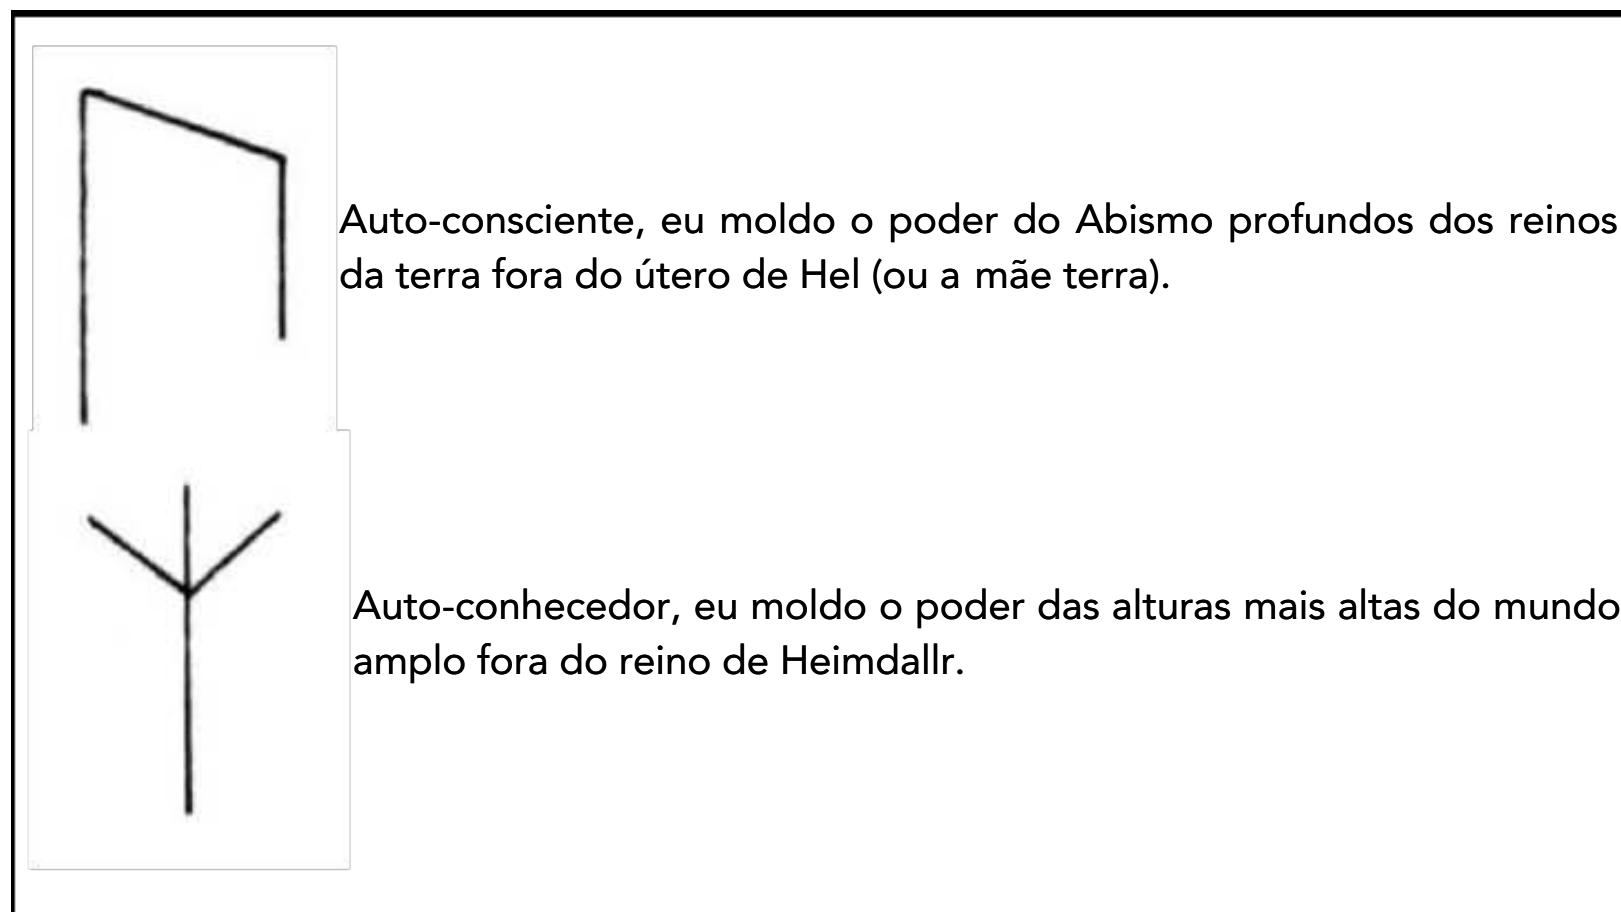 Auto-consciente, eu moldo o poder do Abismo profundos dos reinos
da terra fora do útero de Hel (ou a mãe terra).
Auto-conhecedor, eu moldo o poder das alturas mais altas do mundo
amplo fora do reino de Heimdallr.